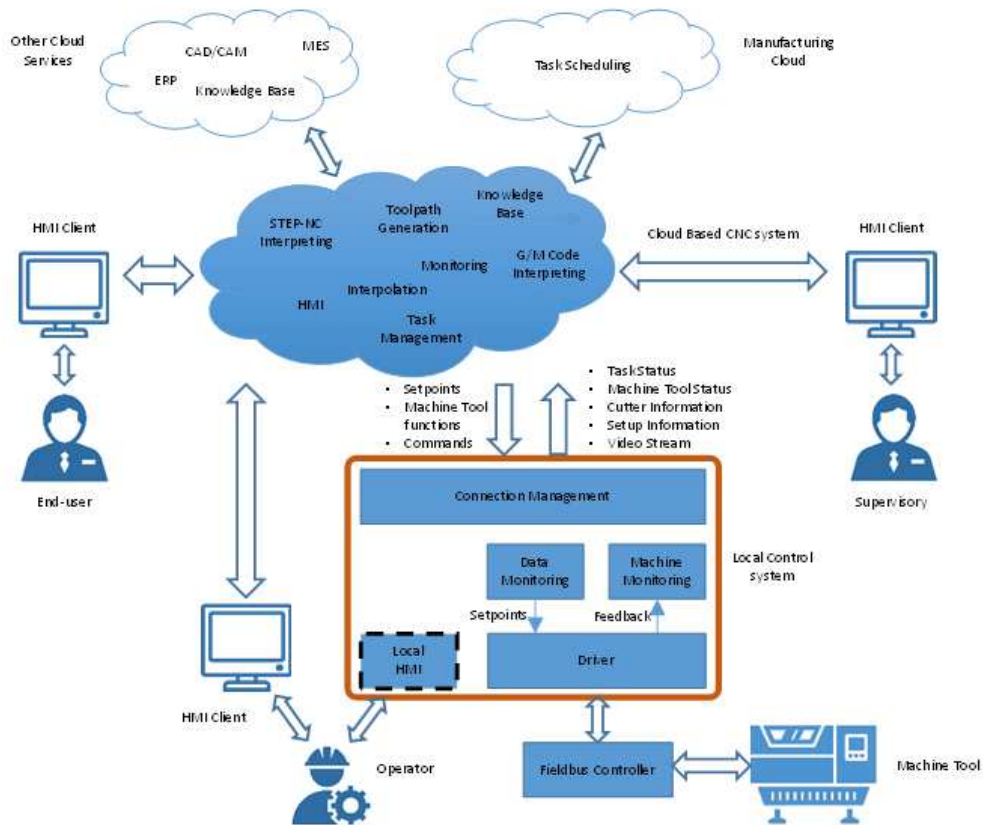 Other Cloud
Services
CAD/CAM
MES
ERP
Knowledge Base
Task Scheduling
Manufacturing
Cloud
HMI Client
STEP-NC
Interpreting
Toolpath
Generation
Knowledge
Base
Monitoring
G/M Code
Interpreting
Interpolation
HMI
Task
Management
Cloud Based CNC system
HMI Client
• Setpoints
• Machine Tool
functions
• Commands
• Task Status
• Machine Tool Status
• Cutter Information
• Setup Information
• Video Stream
End-user
Supervisory
Connection Management
Data
Monitoring
Machine
Monitoring
Local Control
system
Setpoints
Feedback
Local
HMI
Driver
HMI Client
Operator
Fieldbus Controller
Machine Tool